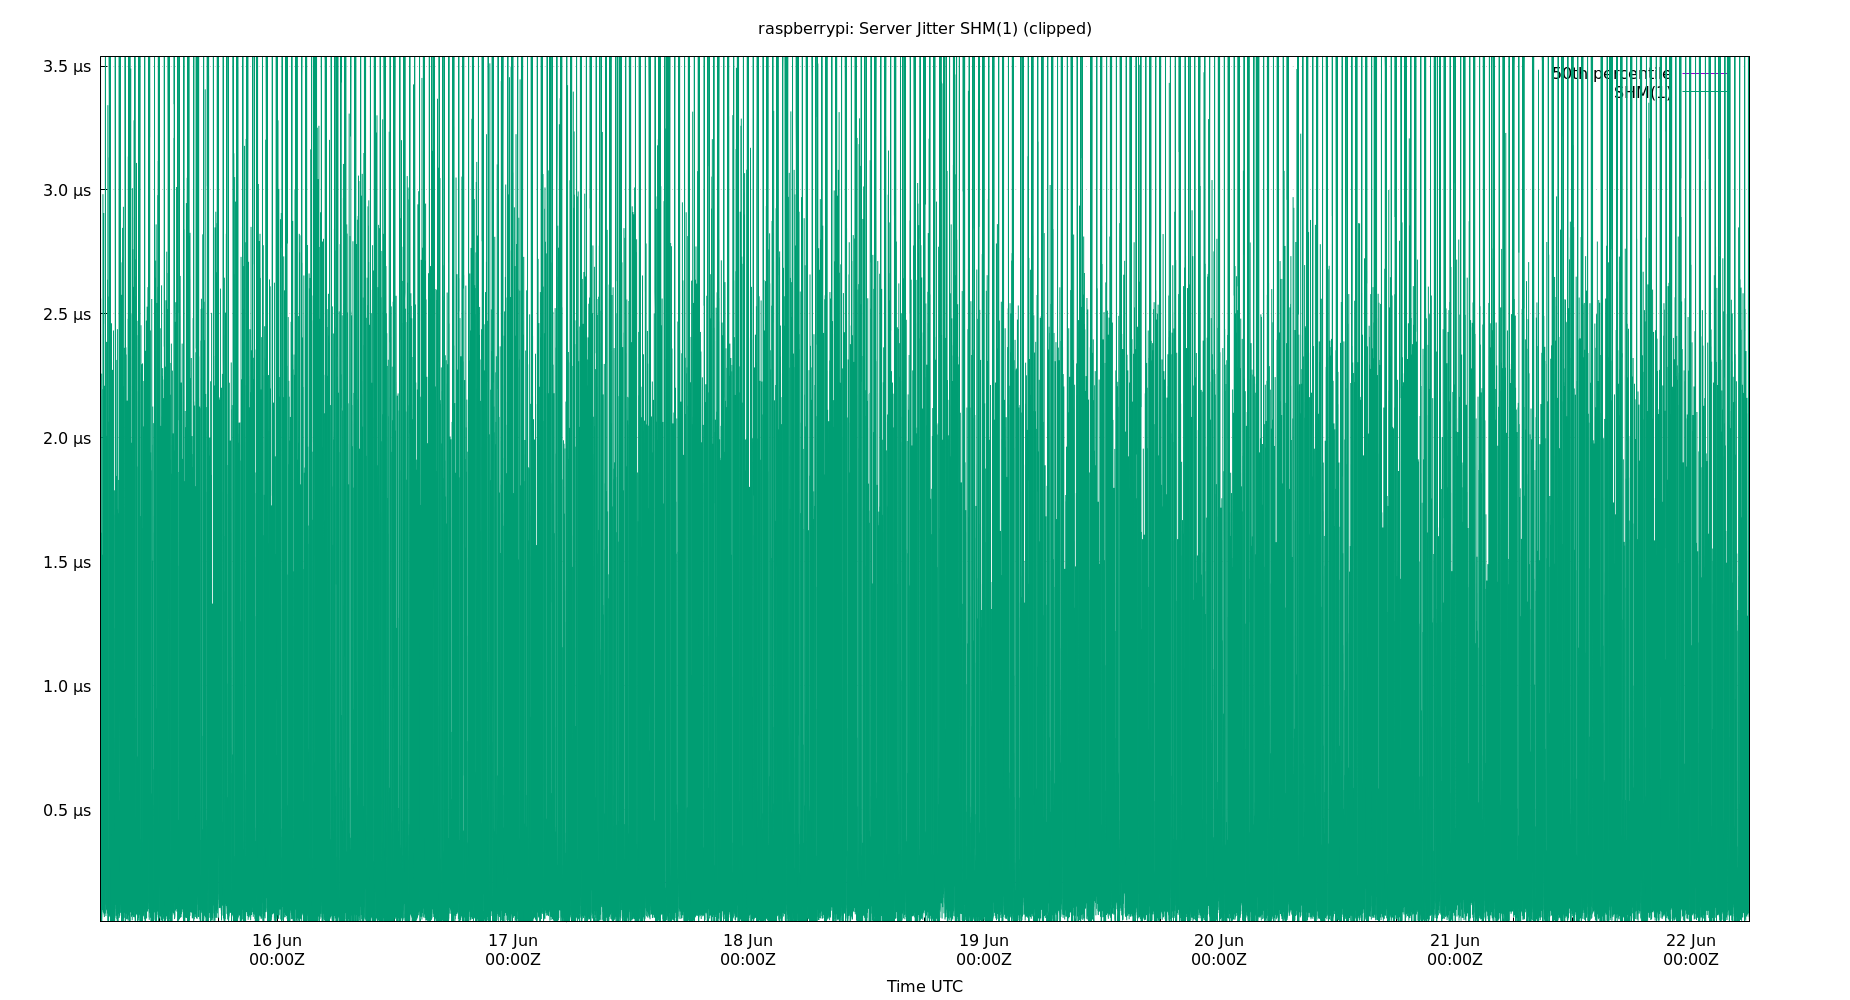 raspberrypi: Server Jitter SHM(1) (clipped)
3.5 µs
50th percentile
SHM(1)
3.0 µs
2.5 µs
2.0 µs
1.5 µs
1.0 µs
0.5 µs
16 Jun 17 Jun 18 Jun 19 Jun 20 Jun 21 Jun 22 Jun
00:00Z 00:00Z 00:00Z 00:00Z 00:00Z 00:00Z 00:00Z
Time UTC